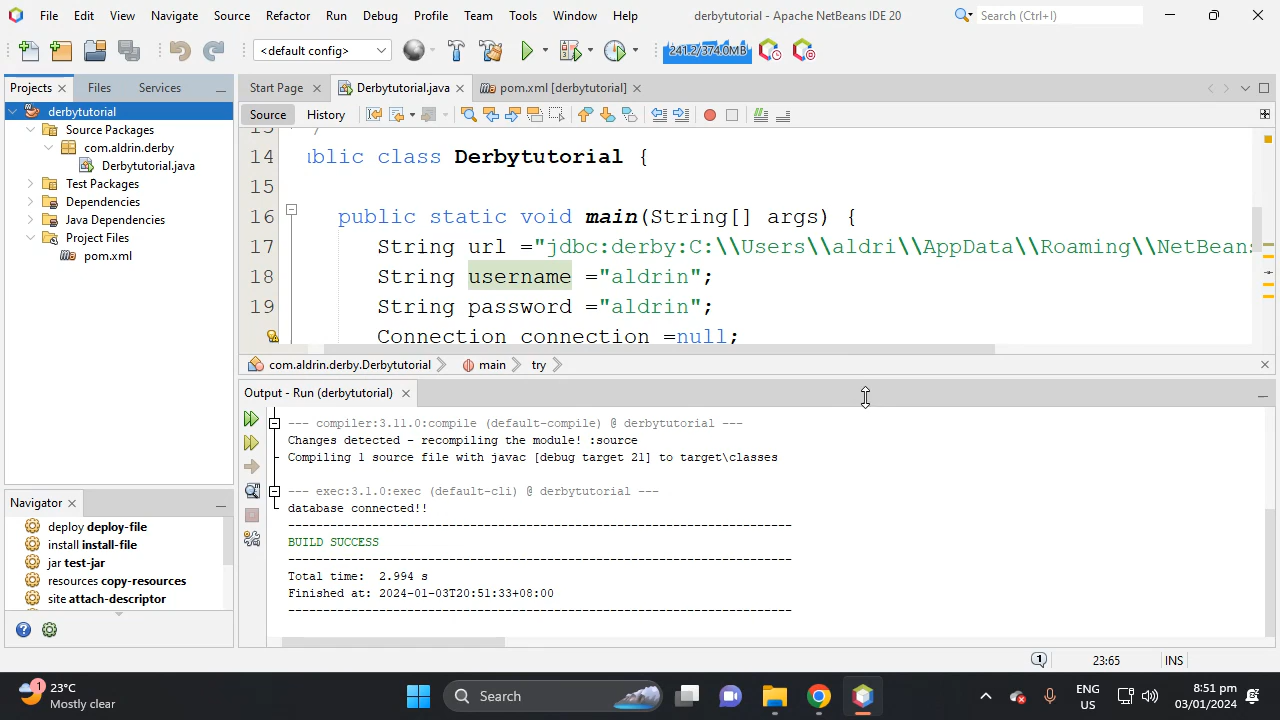 File Edit View Navigate Source Refactor Run Debug Profile Team Tools Window Help derbytutorial - Apache NetBeans IDE 20 Search (Ctrl+I)
<default config> 241.2/374.0MB
Projects Files Services
Start Page Derbytutorial.java pom.xml [derbytutorial]
Source History
derbytutorial
Source Packages
com.aldrin.derby
Derbytutorial.java
Test Packages
Dependencies
Java Dependencies
Project Files
pom.xml
14 ublic class Derbytutorial {
15
16 public static void main(String[] args) {
17 String url ="jdbc:derby:C:\\Users\\aldri\\AppData\\Roaming\\NetBeans
18 String username ="aldrin";
19 String password ="aldrin";
Connection connection =null;
com.aldrin.derby.Derbytutorial main try
Output - Run (derbytutorial)
--- compiler:3.11.0:compile (default-compile) @ derbytutorial ---
Changes detected - recompiling the module! :source
Compiling 1 source file with javac [debug target 21] to target\classes
--- exec:3.1.0:exec (default-cli) @ derbytutorial ---
database connected!!
------------------------------------------------------------------------
BUILD SUCCESS
------------------------------------------------------------------------
Total time: 2.994 s
Finished at: 2024-01-03T20:51:33+08:00
------------------------------------------------------------------------
Navigator
deploy deploy-file
install install-file
jar test-jar
resources copy-resources
site attach-descriptor
1 23:65 INS
1 23°C
Mostly clear
Search
ENG
US
8:51 pm
03/01/2024